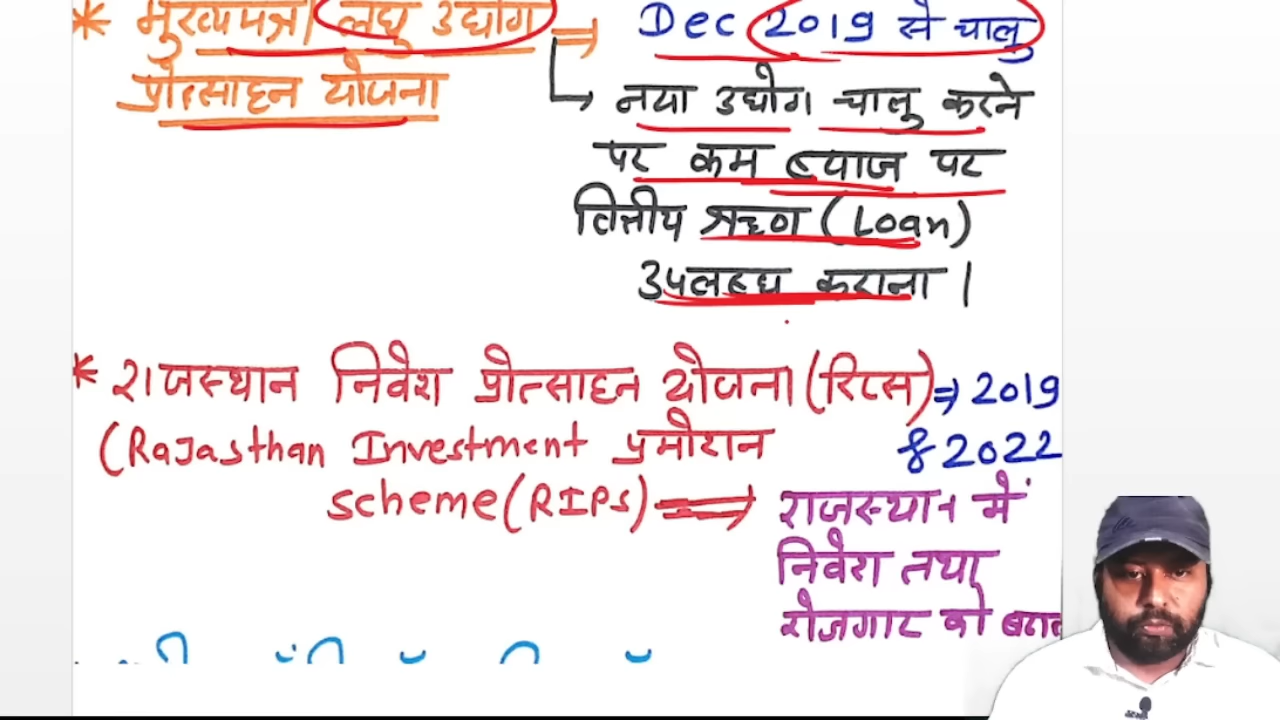 * मुख्यमंत्री लघु उद्योग => Dec 2019 से चालु
प्रोत्साहन योजना
नया उद्योग चालु करने
पर कम ब्याज पर
वित्तीय ऋण (Loan)
उपलब्ध कराना |
* राजस्थान निवेश प्रोत्साहन योजना (रिप्स) => 2019
& 2022
(Rajasthan Investment प्रमोशन
scheme (RIPS) => राजस्थान में
निवेश तथा
रोजगार को